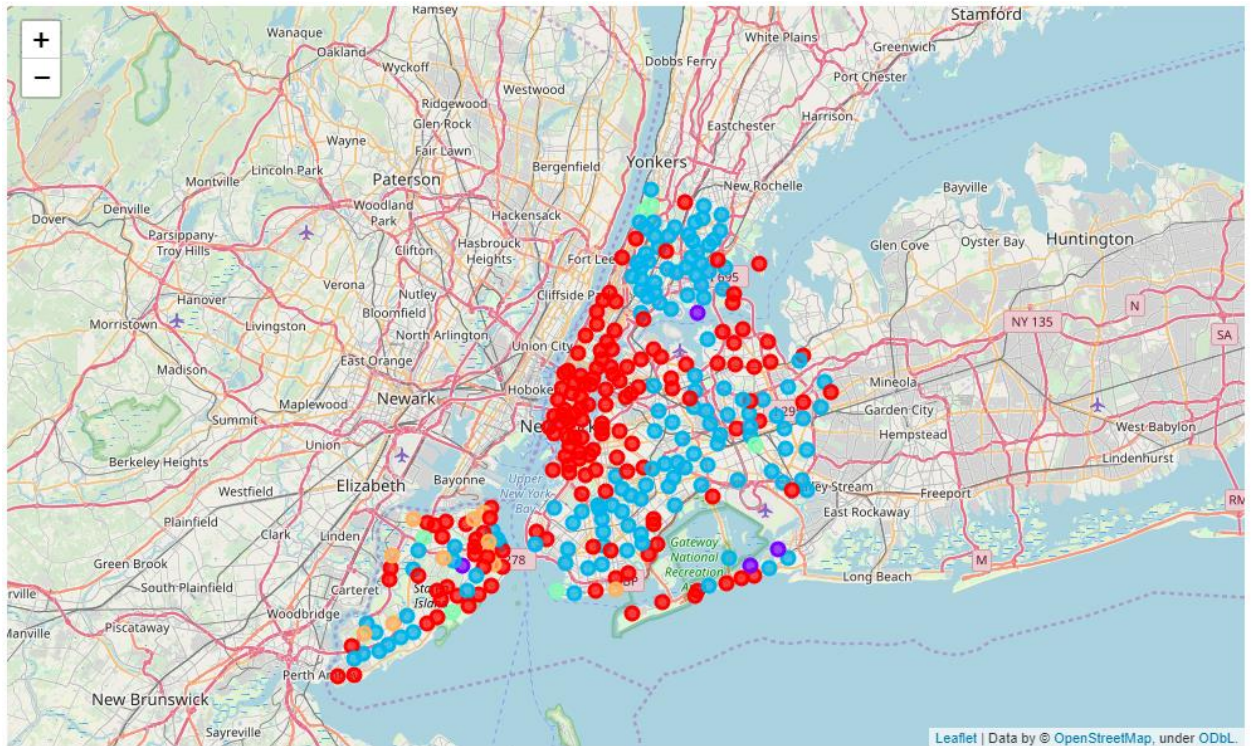 +
−
Ramsey
Stamford
Wanaque
Oakland
White Plains
Greenwich
Wyckoff
Dobbs Ferry
Westwood
Port Chester
Ridgewood
Glen Rock
Harrison
Eastchester
Wayne
Fair Lawn
Bergenfield
Yonkers
Lincoln Park
Paterson
New Rochelle
Montville
Bayville
Woodland
Park
Denville
Hackensack
Dover
Parsippany-
Troy Hills
Clifton
Hasbrouck
Heights
Glen Cove
Oyster Bay
Huntington
Fort Lee
695
Nutley
Hanover
Cliffside
Bloomfield
N
Morristown
Livingston
North Arlington
NY 135
SA
Union City
East Orange
Madison
Mineola
Maplewood
Newark
Garden City
Summit
West Babylon
Union
Hempstead
Berkeley Heights
Lindenhurst
Elizabeth
Bayonne
Upper
New York
Bay
Westfield
Freeport
Plainfield
Linden
East Rockaway
RM
Clark
278
Gateway
National
Green Brook
M
Long Beach
South Plainfield
Carteret
Island
Woodbridge
Piscataway
Manville
Perth
New Brunswick
Sayreville
Leaflet | Data by © OpenStreetMap, under ODbL.